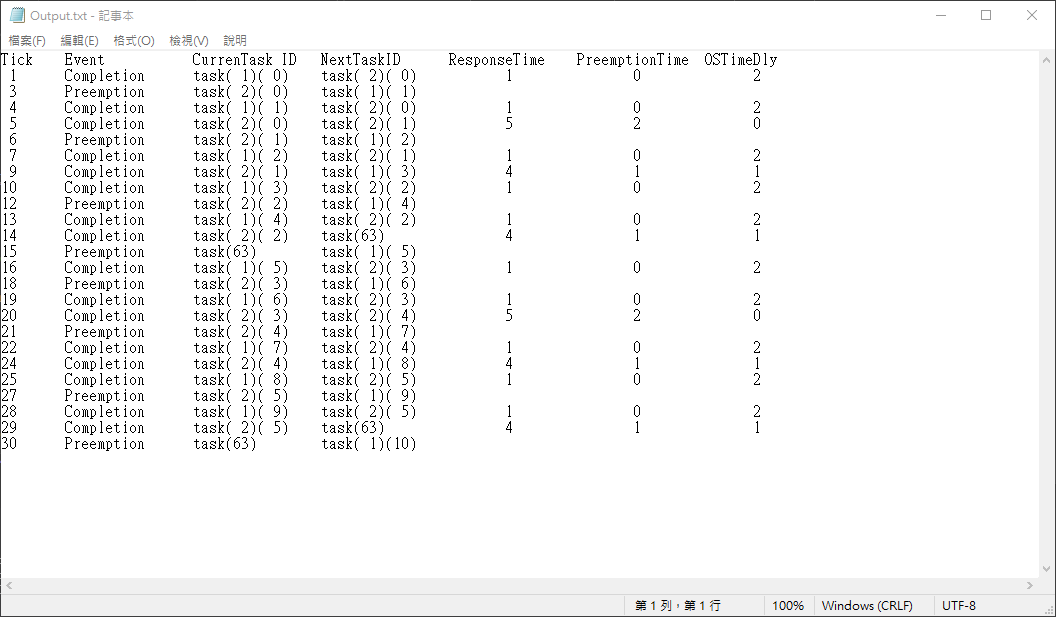 Output.txt - 記事本
檔案(F) 編輯(E) 格式(O) 檢視(V) 說明
Tick Event CurrenTask ID NextTaskID ResponseTime PreemptionTime OSTimeDly
1 Completion task( 1)( 0) task( 2)( 0) 1 0 2
3 Preemption task( 2)( 0) task( 1)( 1)
4 Completion task( 1)( 1) task( 2)( 0) 1 0 2
5 Completion task( 2)( 0) task( 2)( 1) 5 2 0
6 Preemption task( 2)( 1) task( 1)( 2)
7 Completion task( 1)( 2) task( 2)( 1) 1 0 2
9 Completion task( 2)( 1) task( 1)( 3) 4 1 1
10 Completion task( 1)( 3) task( 2)( 2) 1 0 2
12 Preemption task( 2)( 2) task( 1)( 4)
13 Completion task( 1)( 4) task( 2)( 2) 1 0 2
14 Completion task( 2)( 2) task(63) 4 1 1
15 Preemption task(63) task( 1)( 5)
16 Completion task( 1)( 5) task( 2)( 3) 1 0 2
18 Preemption task( 2)( 3) task( 1)( 6)
19 Completion task( 1)( 6) task( 2)( 3) 1 0 2
20 Completion task( 2)( 3) task( 2)( 4) 5 2 0
21 Preemption task( 2)( 4) task( 1)( 7)
22 Completion task( 1)( 7) task( 2)( 4) 1 0 2
24 Completion task( 2)( 4) task( 1)( 8) 4 1 1
25 Completion task( 1)( 8) task( 2)( 5) 1 0 2
27 Preemption task( 2)( 5) task( 1)( 9)
28 Completion task( 1)( 9) task( 2)( 5) 1 0 2
29 Completion task( 2)( 5) task(63) 4 1 1
30 Preemption task(63) task( 1)(10)
第 1 列，第 1 行 100% Windows (CRLF) UTF-8